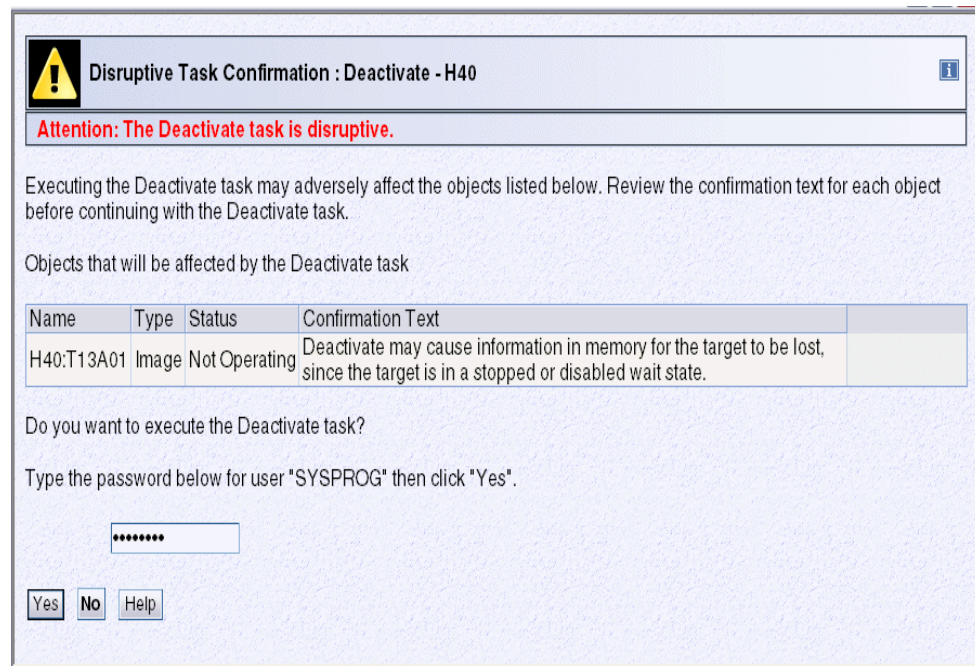 Disruptive Task Confirmation : Deactivate - H40
i
Attention: The Deactivate task is disruptive.
Executing the Deactivate task may adversely affect the objects listed below. Review the confirmation text for each object
before continuing with the Deactivate task.
Objects that will be affected by the Deactivate task
Name Type Status Confirmation Text
H40:T13A01 Image Not Operating Deactivate may cause information in memory for the target to be lost,
since the target is in a stopped or disabled wait state.
Do you want to execute the Deactivate task?
Type the password below for user "SYSPROG" then click "Yes".
••••••••
Yes No Help